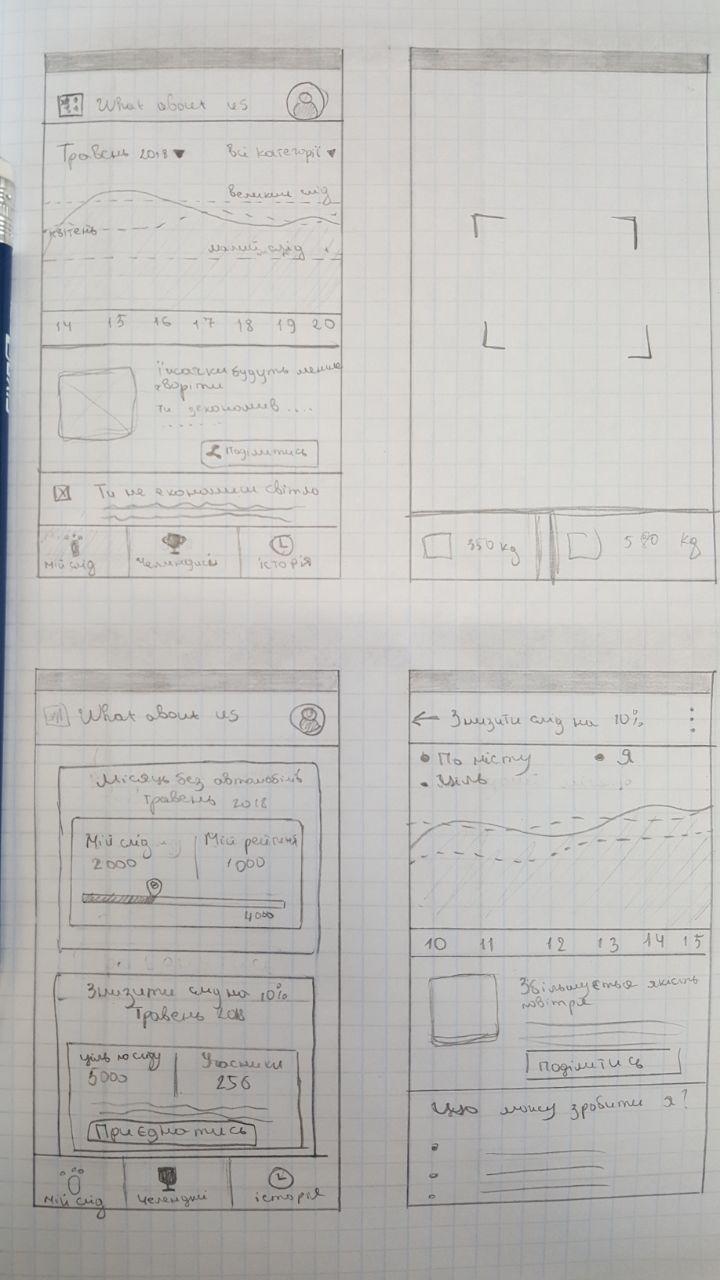 What about us
Травень 2018 ▼ Всі категорії ▼
великий слід
квітень
малий слід
14 15 16 17 18 19 20
будуть менше
хворіти
ти зекономив ....
.......
Поділитись
Ти не економиш світло
Мій слід Челенджі історія
350 kg 580 kg
What about us
Місяць без автомобілів
травень 2018
Мій слід Мій рейтинг
2000 1000
4000
Знизити слід на 10%
Травень 2018
ціль по сліду Учасники
5000 256
Приєднатись
Мій слід Челенджі історія
← Знизити слід на 10%
• По місту • Я
• Ціль
10 11 12 13 14 15
Збільшується якість
повітря
Поділитись
Що можу зробити я?